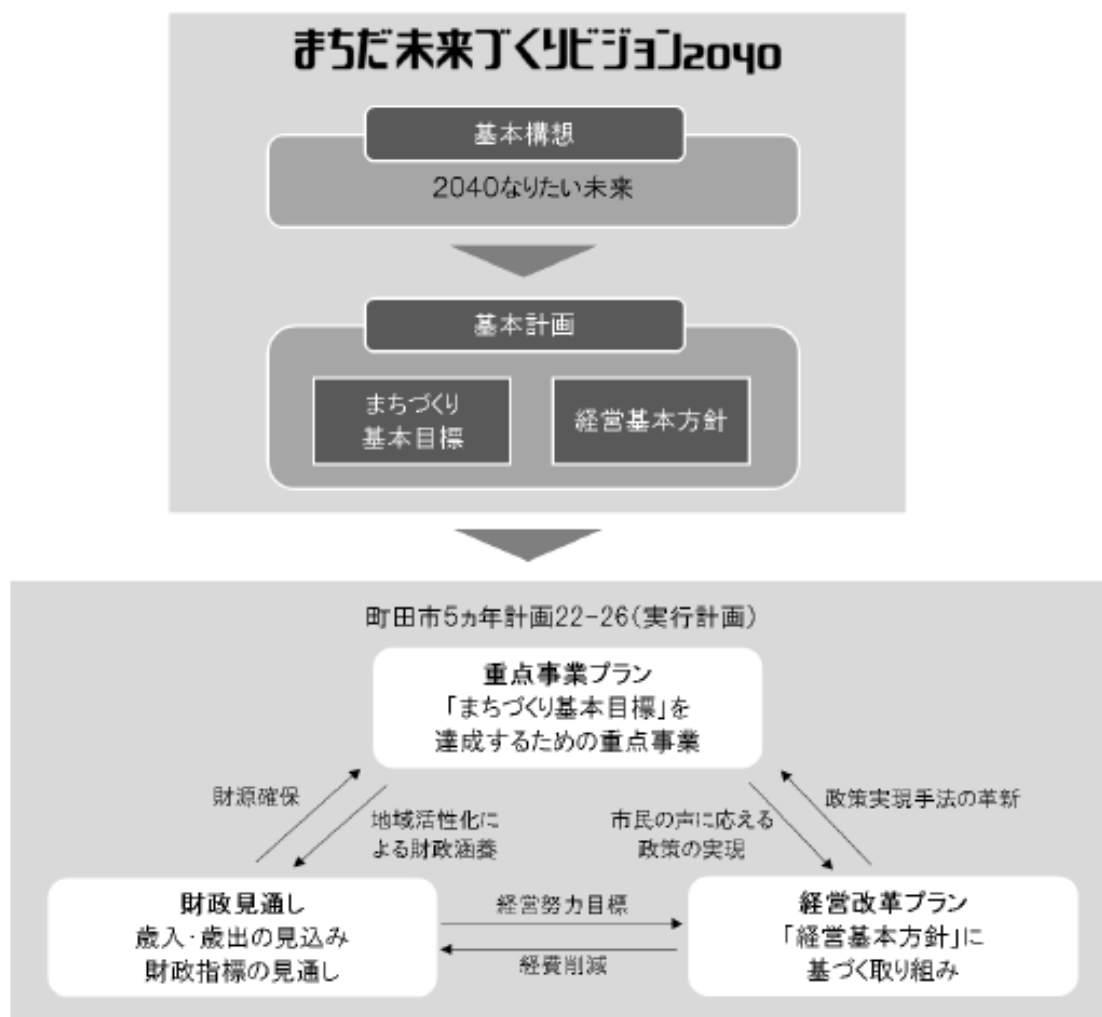 まちだ未来づくりビジョン2040
基本構想
2040なりたい未来
基本計画
まちづくり
基本目標
経営基本方針
町田市5ヵ年計画22-26(実行計画)
重点事業プラン
「まちづくり基本目標」を
達成するための重点事業
財源確保
地域活性化に
よる財政涵養
市民の声に応える
政策の実現
政策実現手法の革新
財政見通し
歳入・歳出の見込み
財政指標の見通し
経営努力目標
経費削減
経営改革プラン
「経営基本方針」に
基づく取り組み